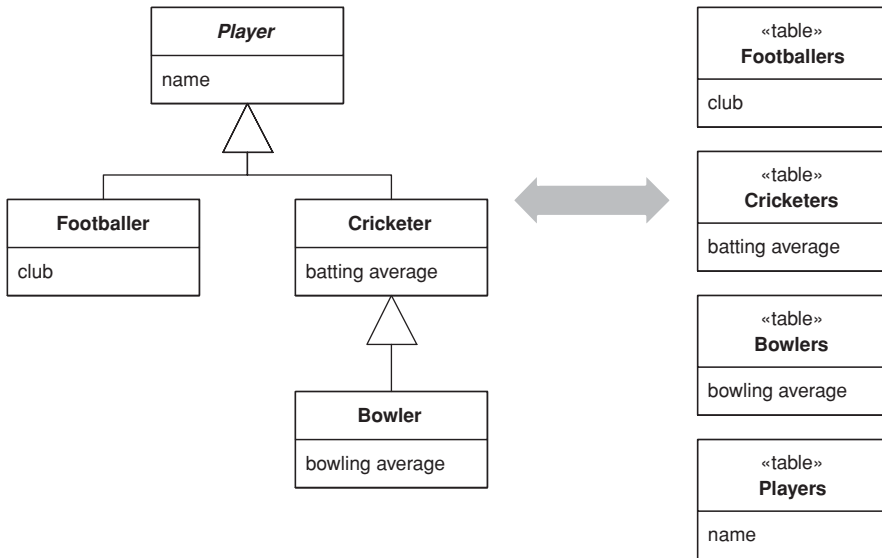 Player
name
Footballer
club
Cricketer
batting average
Bowler
bowling average
«table»
Footballers
club
«table»
Cricketers
batting average
«table»
Bowlers
bowling average
«table»
Players
name